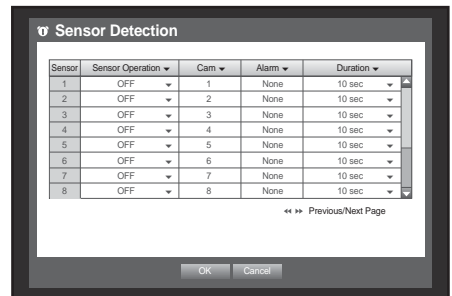 Sensor Detection
Sensor Sensor Operation Cam Alarm Duration
1 OFF 1 None 10 sec
2 OFF 2 None 10 sec
3 OFF 3 None 10 sec
4 OFF 4 None 10 sec
5 OFF 5 None 10 sec
6 OFF 6 None 10 sec
7 OFF 7 None 10 sec
8 OFF 8 None 10 sec
Previous/Next Page
OK Cancel